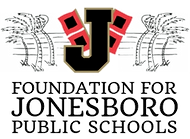 J
FOUNDATION FOR
JONESBORO
PUBLIC SCHOOLS